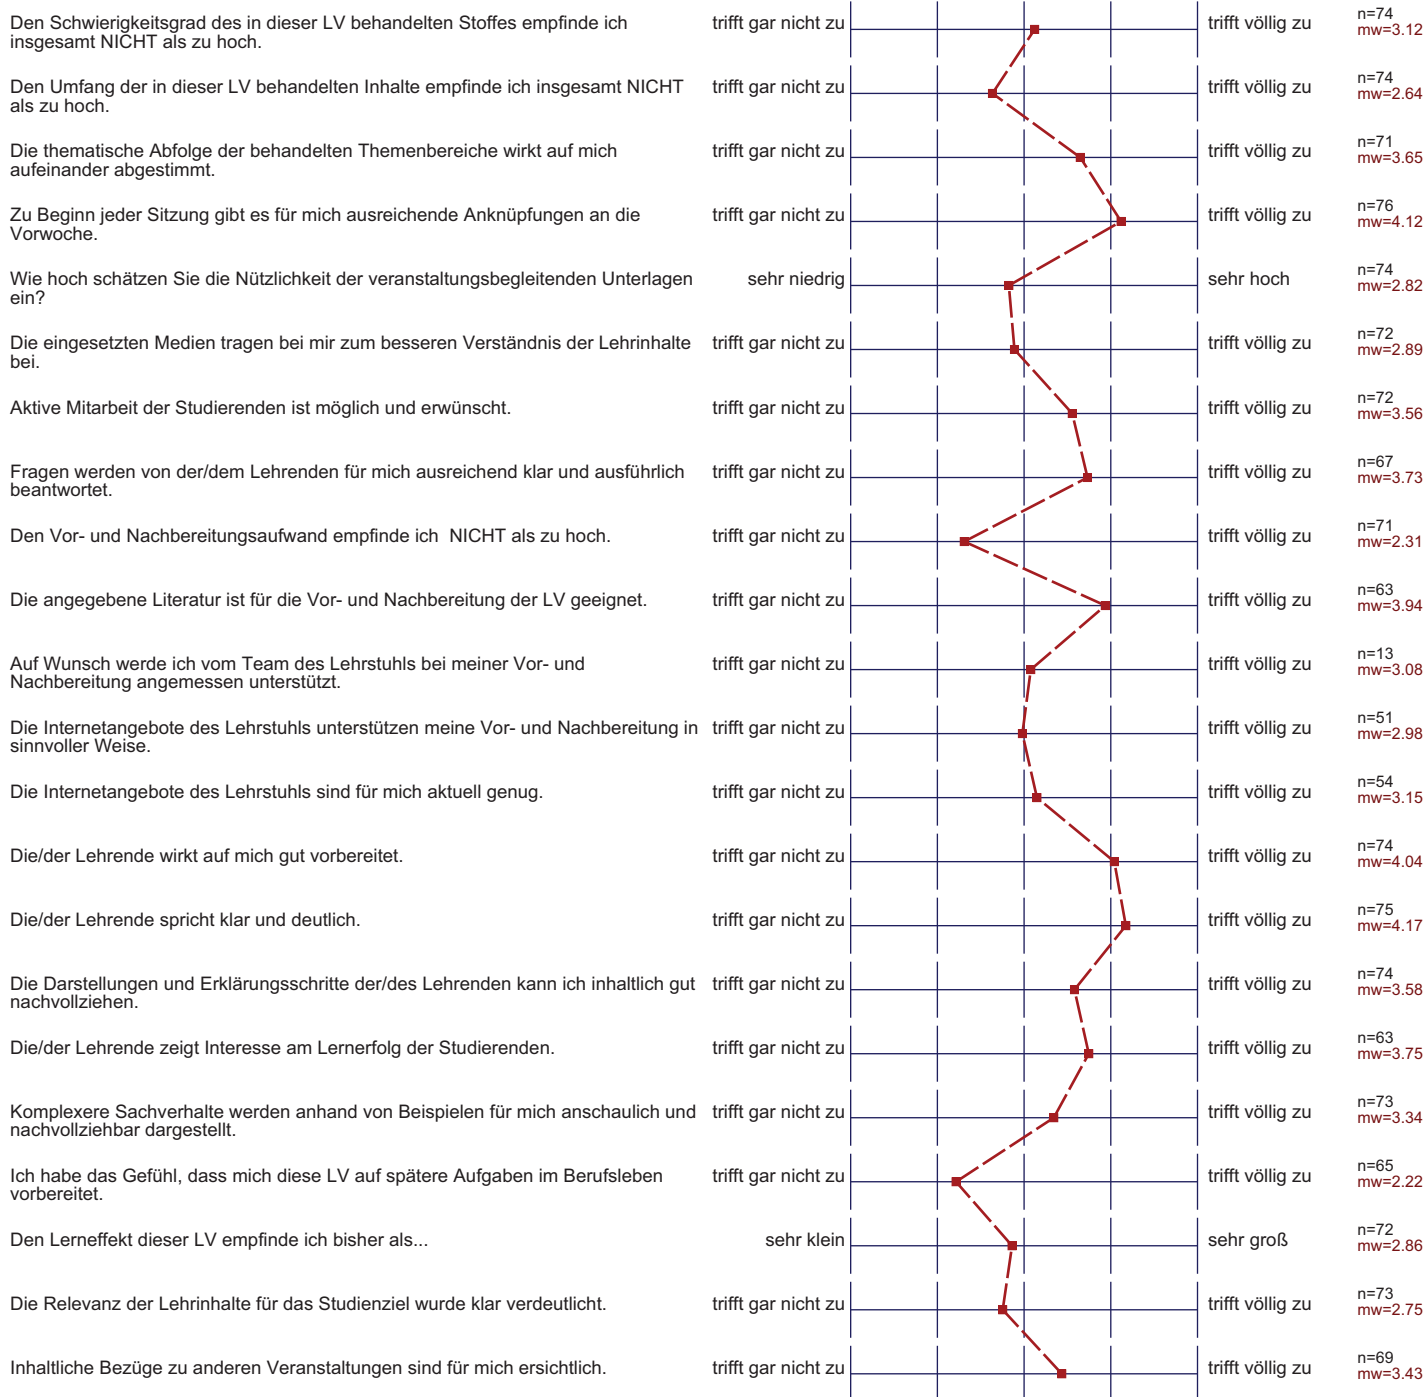 Den Schwierigkeitsgrad des in dieser LV behandelten Stoffes empfinde ich
insgesamt NICHT als zu hoch.
trifft gar nicht zu
trifft völlig zu
n=74
mw=3.12
Den Umfang der in dieser LV behandelten Inhalte empfinde ich insgesamt NICHT
als zu hoch.
trifft gar nicht zu
trifft völlig zu
n=74
mw=2.64
Die thematische Abfolge der behandelten Themenbereiche wirkt auf mich
aufeinander abgestimmt.
trifft gar nicht zu
trifft völlig zu
n=71
mw=3.65
Zu Beginn jeder Sitzung gibt es für mich ausreichende Anknüpfungen an die
Vorwoche.
trifft gar nicht zu
trifft völlig zu
n=76
mw=4.12
Wie hoch schätzen Sie die Nützlichkeit der veranstaltungsbegleitenden Unterlagen
ein?
sehr niedrig
sehr hoch
n=74
mw=2.82
Die eingesetzten Medien tragen bei mir zum besseren Verständnis der Lehrinhalte
bei.
trifft gar nicht zu
trifft völlig zu
n=72
mw=2.89
Aktive Mitarbeit der Studierenden ist möglich und erwünscht.
trifft gar nicht zu
trifft völlig zu
n=72
mw=3.56
Fragen werden von der/dem Lehrenden für mich ausreichend klar und ausführlich
beantwortet.
trifft gar nicht zu
trifft völlig zu
n=67
mw=3.73
Den Vor- und Nachbereitungsaufwand empfinde ich  NICHT als zu hoch.
trifft gar nicht zu
trifft völlig zu
n=71
mw=2.31
Die angegebene Literatur ist für die Vor- und Nachbereitung der LV geeignet.
trifft gar nicht zu
trifft völlig zu
n=63
mw=3.94
Auf Wunsch werde ich vom Team des Lehrstuhls bei meiner Vor- und
Nachbereitung angemessen unterstützt.
trifft gar nicht zu
trifft völlig zu
n=13
mw=3.08
Die Internetangebote des Lehrstuhls unterstützen meine Vor- und Nachbereitung in
sinnvoller Weise.
trifft gar nicht zu
trifft völlig zu
n=51
mw=2.98
Die Internetangebote des Lehrstuhls sind für mich aktuell genug.
trifft gar nicht zu
trifft völlig zu
n=54
mw=3.15
Die/der Lehrende wirkt auf mich gut vorbereitet.
trifft gar nicht zu
trifft völlig zu
n=74
mw=4.04
Die/der Lehrende spricht klar und deutlich.
trifft gar nicht zu
trifft völlig zu
n=75
mw=4.17
Die Darstellungen und Erklärungsschritte der/des Lehrenden kann ich inhaltlich gut
nachvollziehen.
trifft gar nicht zu
trifft völlig zu
n=74
mw=3.58
Die/der Lehrende zeigt Interesse am Lernerfolg der Studierenden.
trifft gar nicht zu
trifft völlig zu
n=63
mw=3.75
Komplexere Sachverhalte werden anhand von Beispielen für mich anschaulich und
nachvollziehbar dargestellt.
trifft gar nicht zu
trifft völlig zu
n=73
mw=3.34
Ich habe das Gefühl, dass mich diese LV auf spätere Aufgaben im Berufsleben
vorbereitet.
trifft gar nicht zu
trifft völlig zu
n=65
mw=2.22
Den Lerneffekt dieser LV empfinde ich bisher als...
sehr klein
sehr groß
n=72
mw=2.86
Die Relevanz der Lehrinhalte für das Studienziel wurde klar verdeutlicht.
trifft gar nicht zu
trifft völlig zu
n=73
mw=2.75
Inhaltliche Bezüge zu anderen Veranstaltungen sind für mich ersichtlich.
trifft gar nicht zu
trifft völlig zu
n=69
mw=3.43